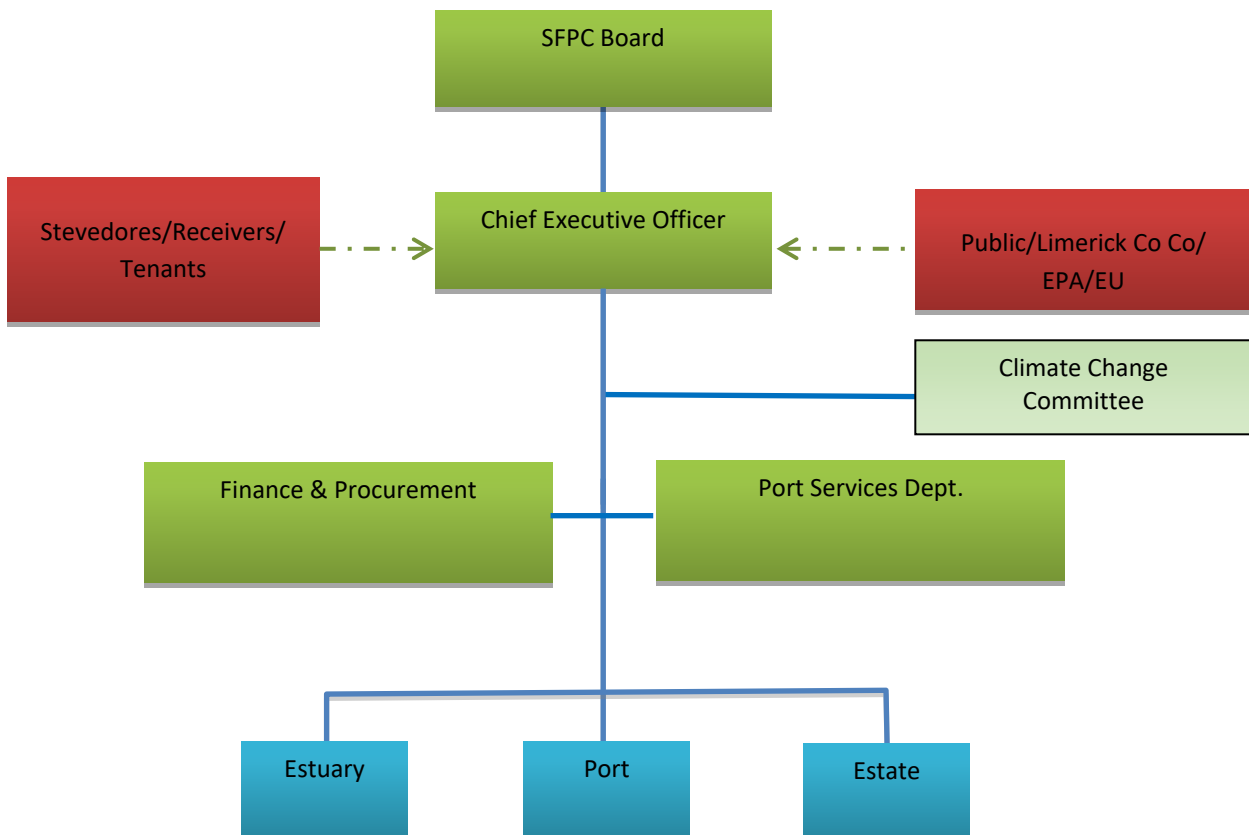 SFPC Board
Stevedores/Receivers/
Tenants
Chief Executive Officer
Public/Limerick Co Co/
EPA/EU
Climate Change
Committee
Finance & Procurement
Port Services Dept.
Estuary
Port
Estate